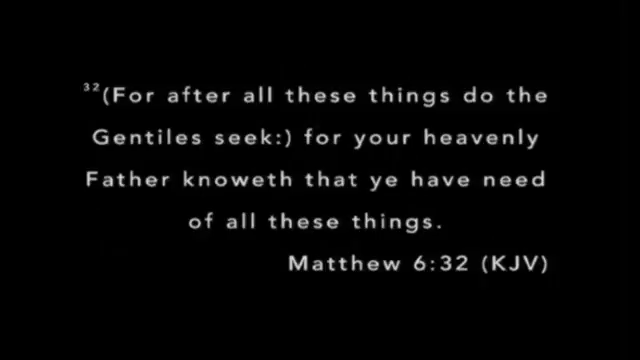 ³²(For after all these things do the
Gentiles seek:) for your heavenly
Father knoweth that ye have need
of all these things.
Matthew 6:32 (KJV)